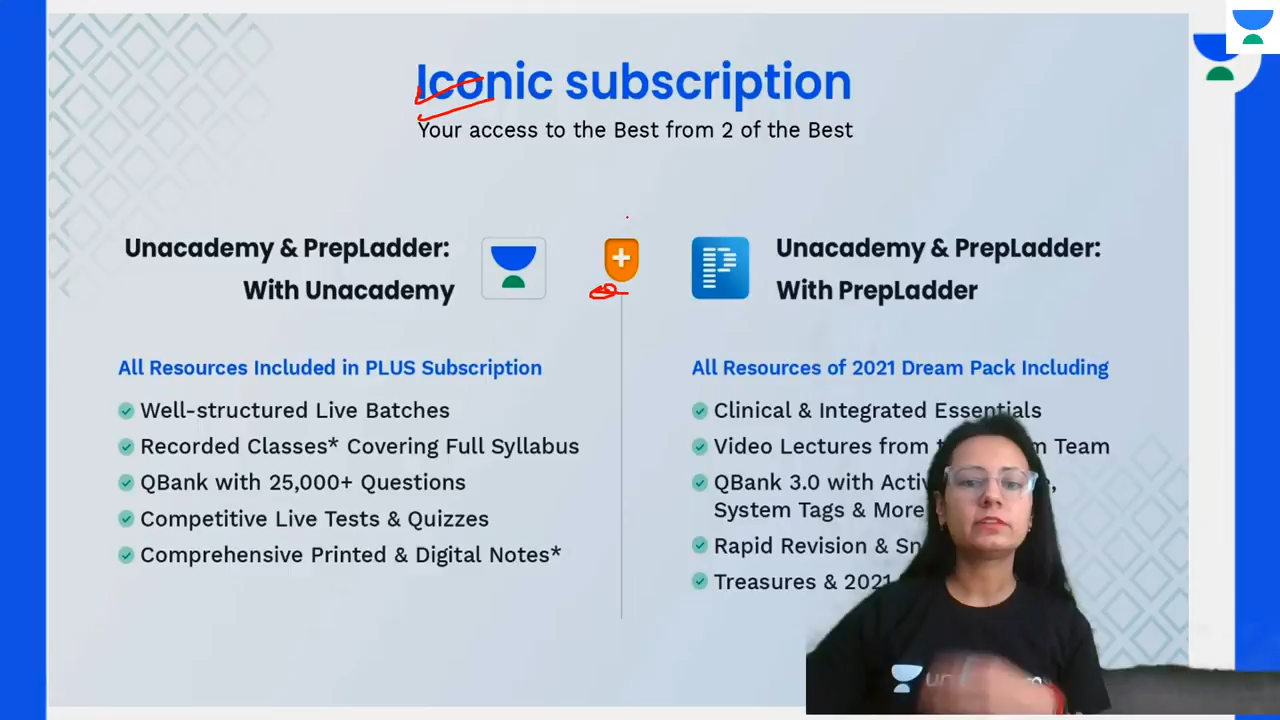 Iconic subscription
Your access to the Best from 2 of the Best
Unacademy & PrepLadder:
With Unacademy
All Resources Included in PLUS Subscription
Well-structured Live Batches
Recorded Classes* Covering Full Syllabus
QBank with 25,000+ Questions
Competitive Live Tests & Quizzes
Comprehensive Printed & Digital Notes*
Unacademy & PrepLadder:
With PrepLadder
All Resources of 2021 Dream Pack Including
Clinical & Integrated Essentials
Video Lectures from Team
QBank 3.0 with
System Tags & More
Rapid Revision &
Treasures & 2021